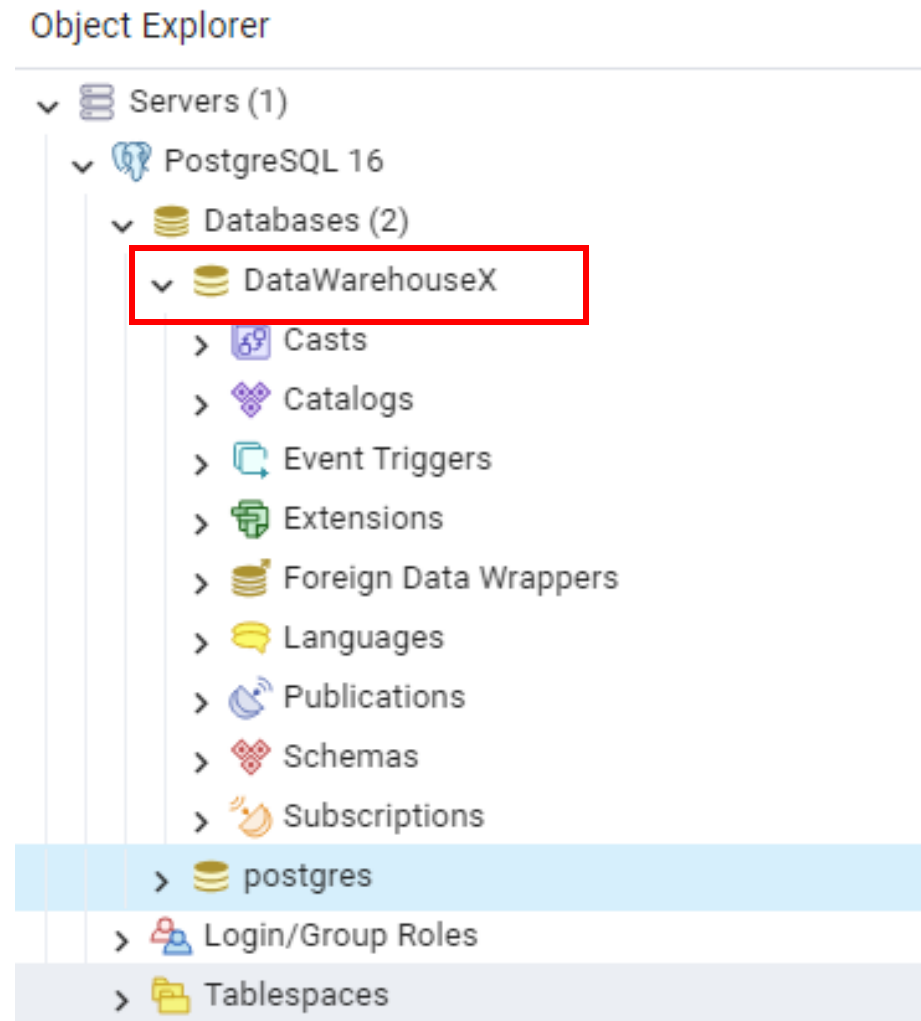 Object Explorer
Servers (1)
PostgreSQL 16
Databases (2)
DataWarehouseX
Casts
Catalogs
Event Triggers
Extensions
Foreign Data Wrappers
Languages
Publications
Schemas
Subscriptions
postgres
Login/Group Roles
Tablespaces